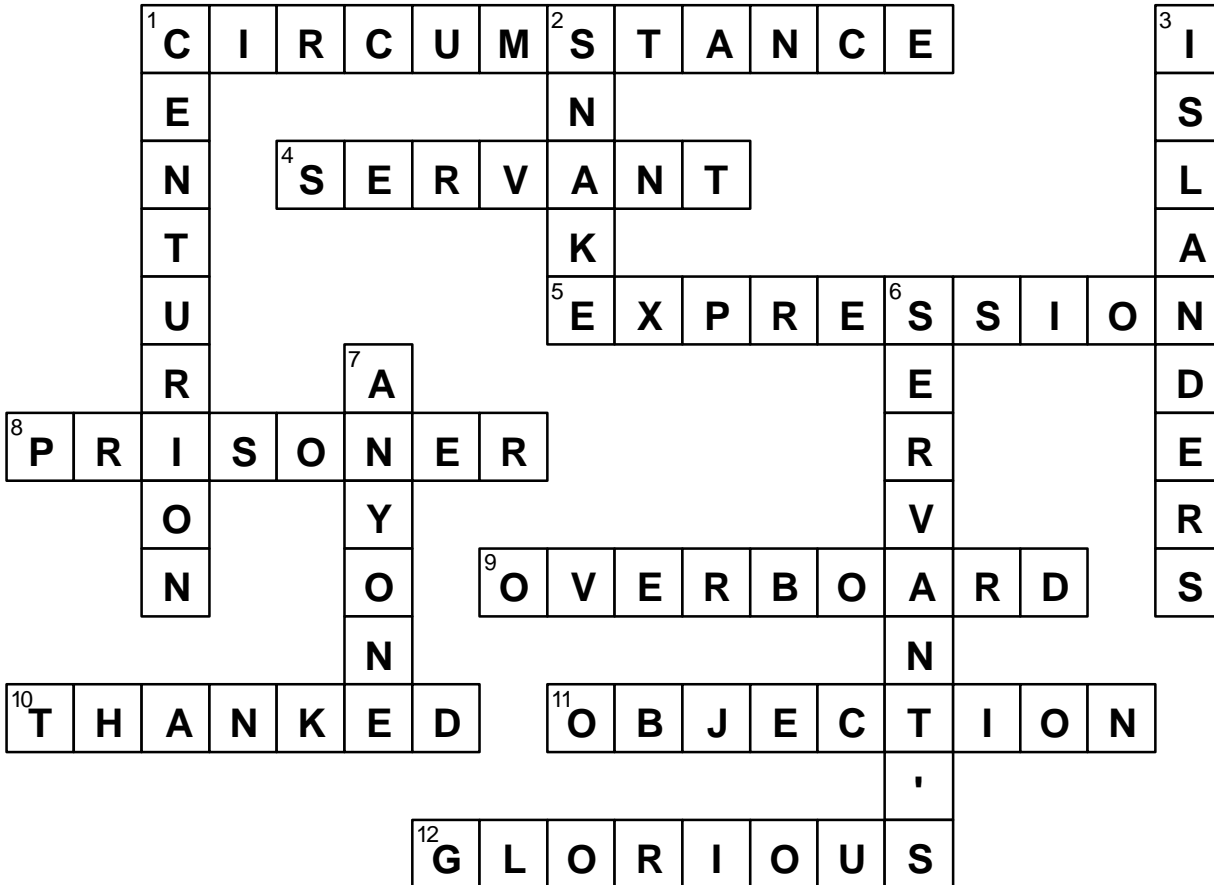 1 C I R C U M 2 S T A N C E 3 I
E N S
N 4 S E R V A N T L
T K A
U 5 E X P R E 6 S S I O N
R 7 A E D
8 P R I S O N E R R E
O Y V R
N O 9 O V E R B O A R D S
N N
10 T H A N K E D 11 O B J E C T I O N
'
12 G L O R I O U S